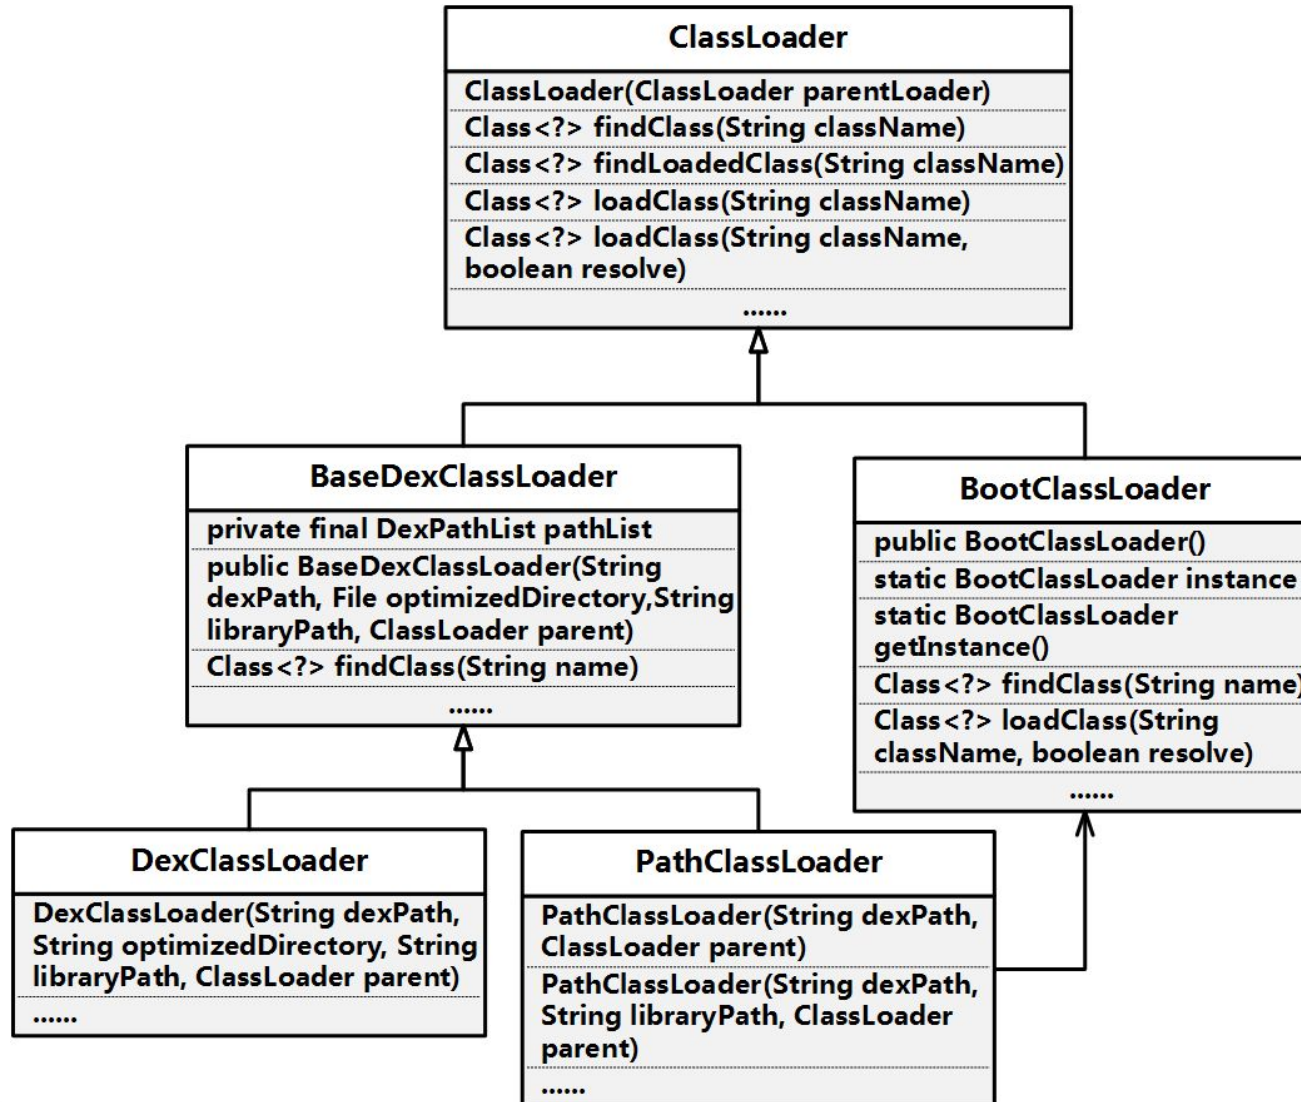 ClassLoader
ClassLoader(ClassLoader parentLoader)
Class<?> findClass(String className)
Class<?> findLoadedClass(String className)
Class<?> loadClass(String className)
Class<?> loadClass(String className,
boolean resolve)
......
BaseDexClassLoader
private final DexPathList pathList
public BaseDexClassLoader(String
dexPath, File optimizedDirectory,String
libraryPath, ClassLoader parent)
Class<?> findClass(String name)
......
BootClassLoader
public BootClassLoader()
static BootClassLoader instance
static BootClassLoader
getInstance()
Class<?> findClass(String name)
Class<?> loadClass(String
className, boolean resolve)
......
DexClassLoader
DexClassLoader(String dexPath,
String optimizedDirectory, String
libraryPath, ClassLoader parent)
......
PathClassLoader
PathClassLoader(String dexPath,
ClassLoader parent)
PathClassLoader(String dexPath,
String libraryPath, ClassLoader
parent)
......